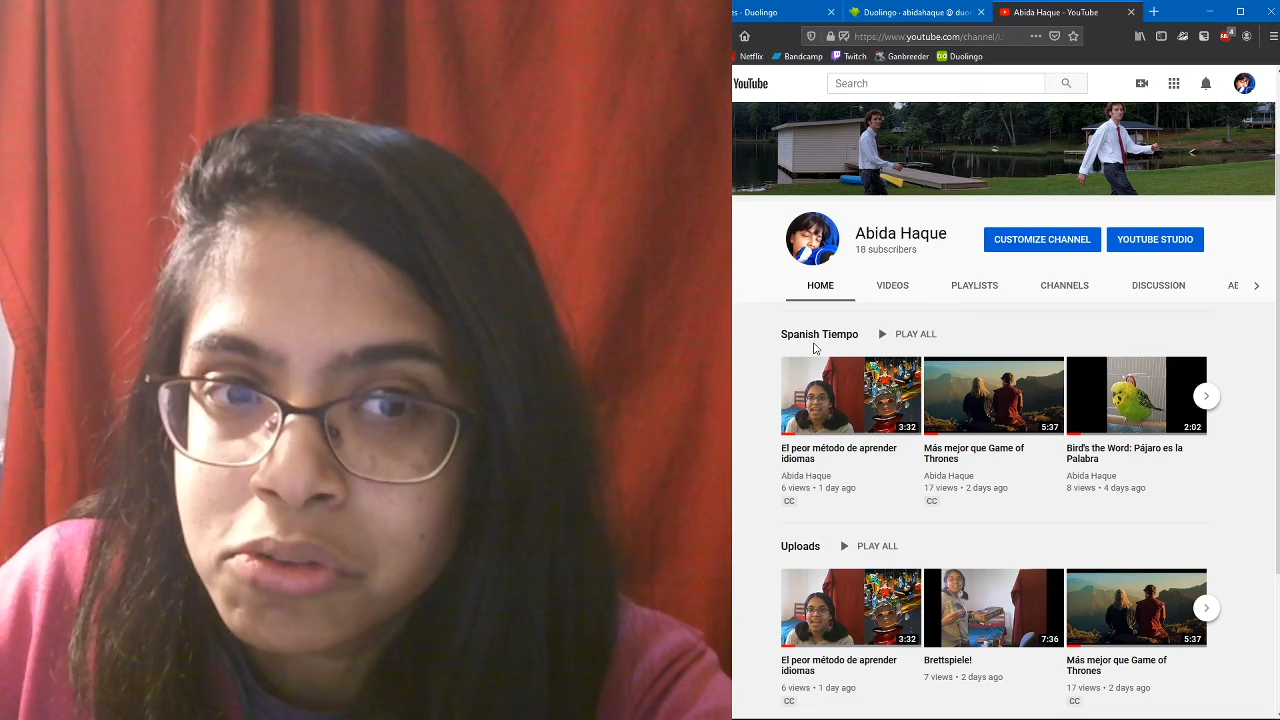 s - Duolingo
Duolingo - abidahaque @ duo
Abida Haque - YouTube
https://www.youtube.com/channel/U
4
Netflix
Bandcamp
Twitch
Ganbreeder
Duolingo
YouTube
Search
Abida Haque
18 subscribers
CUSTOMIZE CHANNEL
YOUTUBE STUDIO
HOME
VIDEOS
PLAYLISTS
CHANNELS
DISCUSSION
AB
Spanish Tiempo
PLAY ALL
3:32
5:37
2:02
El peor método de aprender
idiomas
Abida Haque
6 views • 1 day ago
CC
Más mejor que Game of
Thrones
Abida Haque
17 views • 2 days ago
CC
Bird's the Word: Pájaro es la
Palabra
Abida Haque
8 views • 4 days ago
Uploads
PLAY ALL
3:32
7:36
5:37
El peor método de aprender
idiomas
6 views • 1 day ago
CC
Brettspiele!
7 views • 2 days ago
Más mejor que Game of
Thrones
17 views • 2 days ago
CC